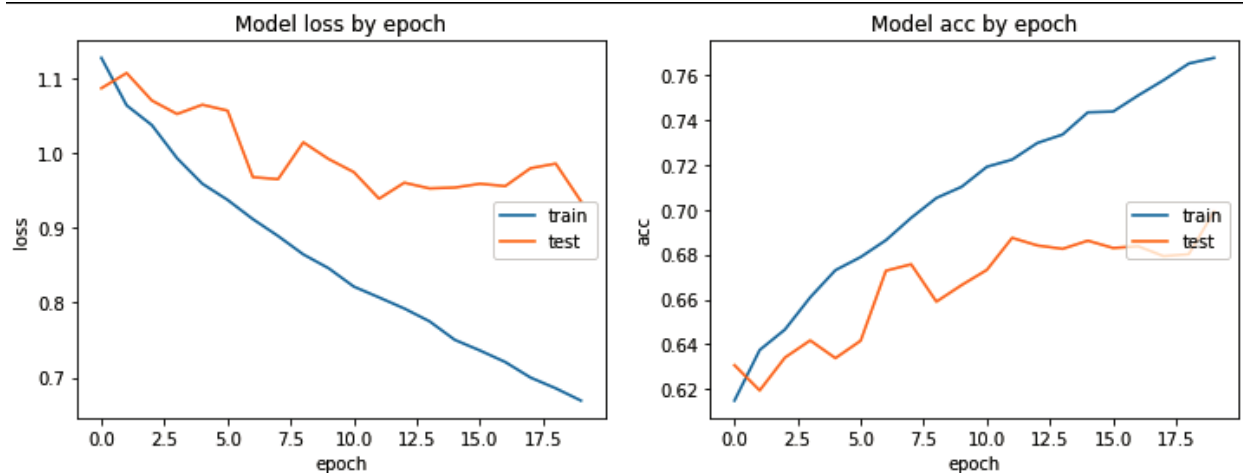 Model loss by epoch
1.1
1.0
0.9
0.8
0.7
loss
train
test
0.0 2.5 5.0 7.5 10.0 12.5 15.0 17.5
epoch
Model acc by epoch
0.76
0.74
0.72
0.70
0.68
0.66
0.64
0.62
acc
train
test
0.0 2.5 5.0 7.5 10.0 12.5 15.0 17.5
epoch